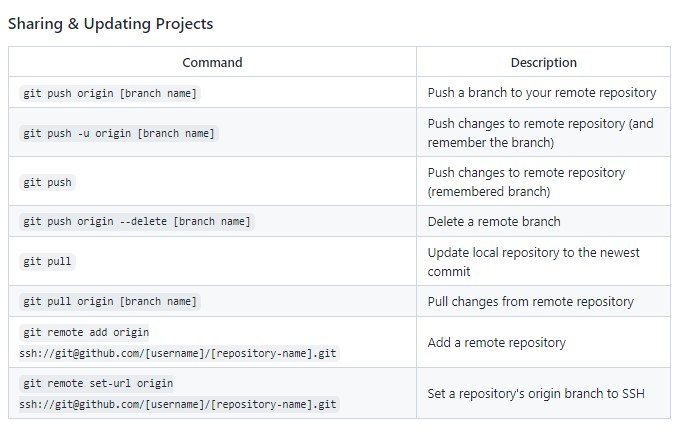 Sharing & Updating Projects
Command Description
git push origin [branch name] Push a branch to your remote repository
git push -u origin [branch name] Push changes to remote repository (and
remember the branch)
git push Push changes to remote repository
(remembered branch)
git push origin --delete [branch name] Delete a remote branch
git pull Update local repository to the newest
commit
git pull origin [branch name] Pull changes from remote repository
git remote add origin
ssh://git@github.com/[username]/[repository-name].git Add a remote repository
git remote set-url origin
ssh://git@github.com/[username]/[repository-name].git Set a repository's origin branch to SSH